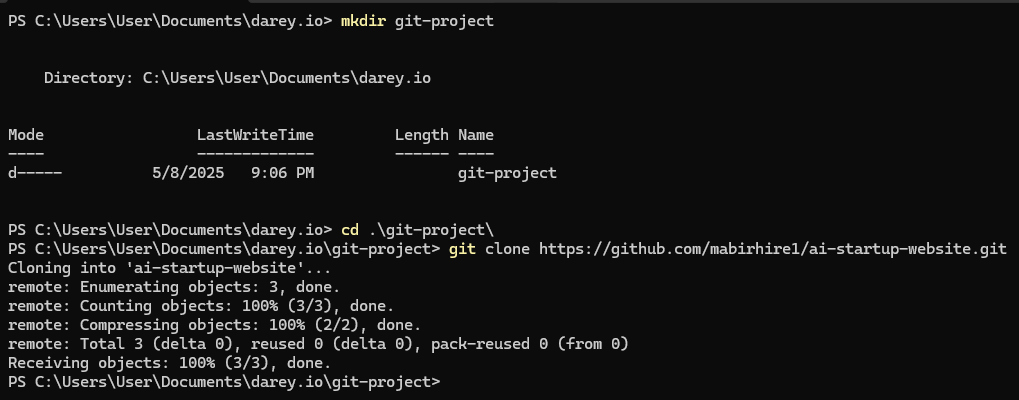 PS C:\Users\User\Documents\darey.io> mkdir git-project
Directory: C:\Users\User\Documents\darey.io
Mode                 LastWriteTime         Length Name
----                 -------------         ------ ----
d-----          5/8/2025   9:06 PM                git-project
PS C:\Users\User\Documents\darey.io> cd .\git-project\
PS C:\Users\User\Documents\darey.io\git-project> git clone https://github.com/mabirhire1/ai-startup-website.git
Cloning into 'ai-startup-website'...
remote: Enumerating objects: 3, done.
remote: Counting objects: 100% (3/3), done.
remote: Compressing objects: 100% (2/2), done.
remote: Total 3 (delta 0), reused 0 (delta 0), pack-reused 0 (from 0)
Receiving objects: 100% (3/3), done.
PS C:\Users\User\Documents\darey.io\git-project>